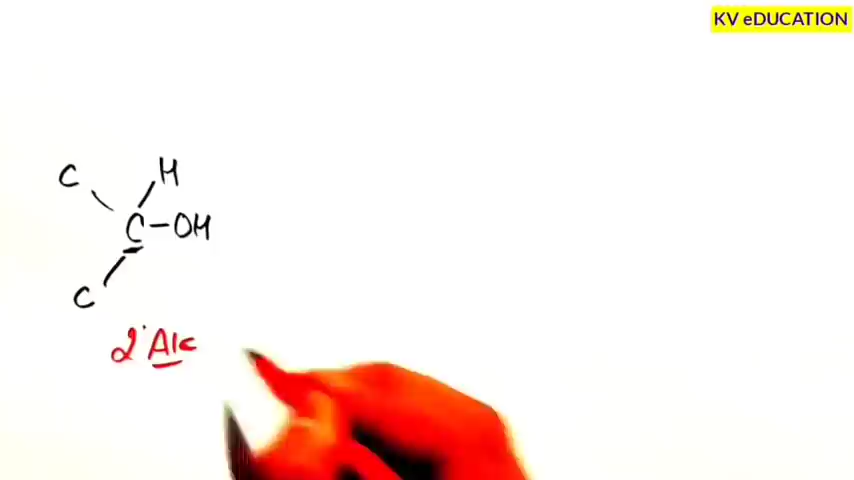 KV eDUCATION
C H
C-OH
C
2° Alc